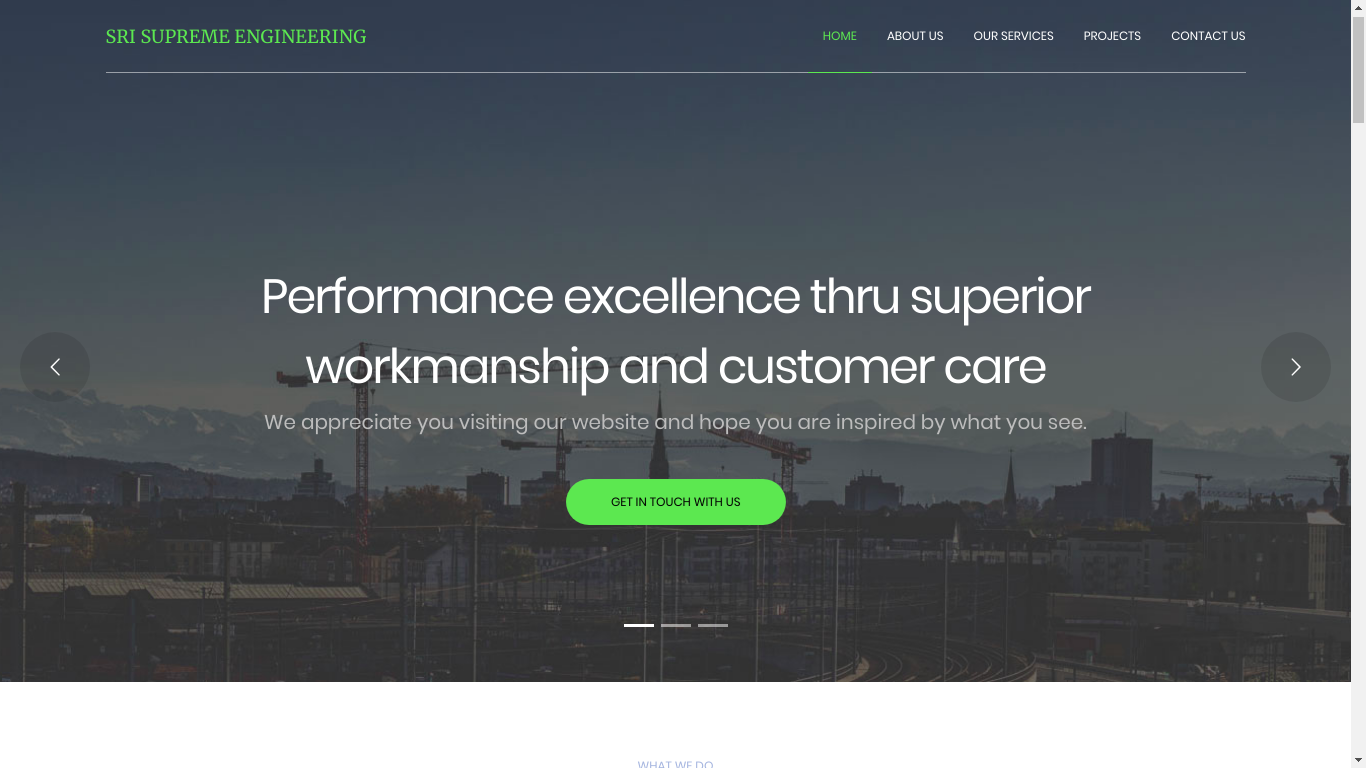 SRI SUPREME ENGINEERING
HOME ABOUT US OUR SERVICES PROJECTS CONTACT US
Performance excellence thru superior
workmanship and customer care
We appreciate you visiting our website and hope you are inspired by what you see.
GET IN TOUCH WITH US
WHAT WE DO